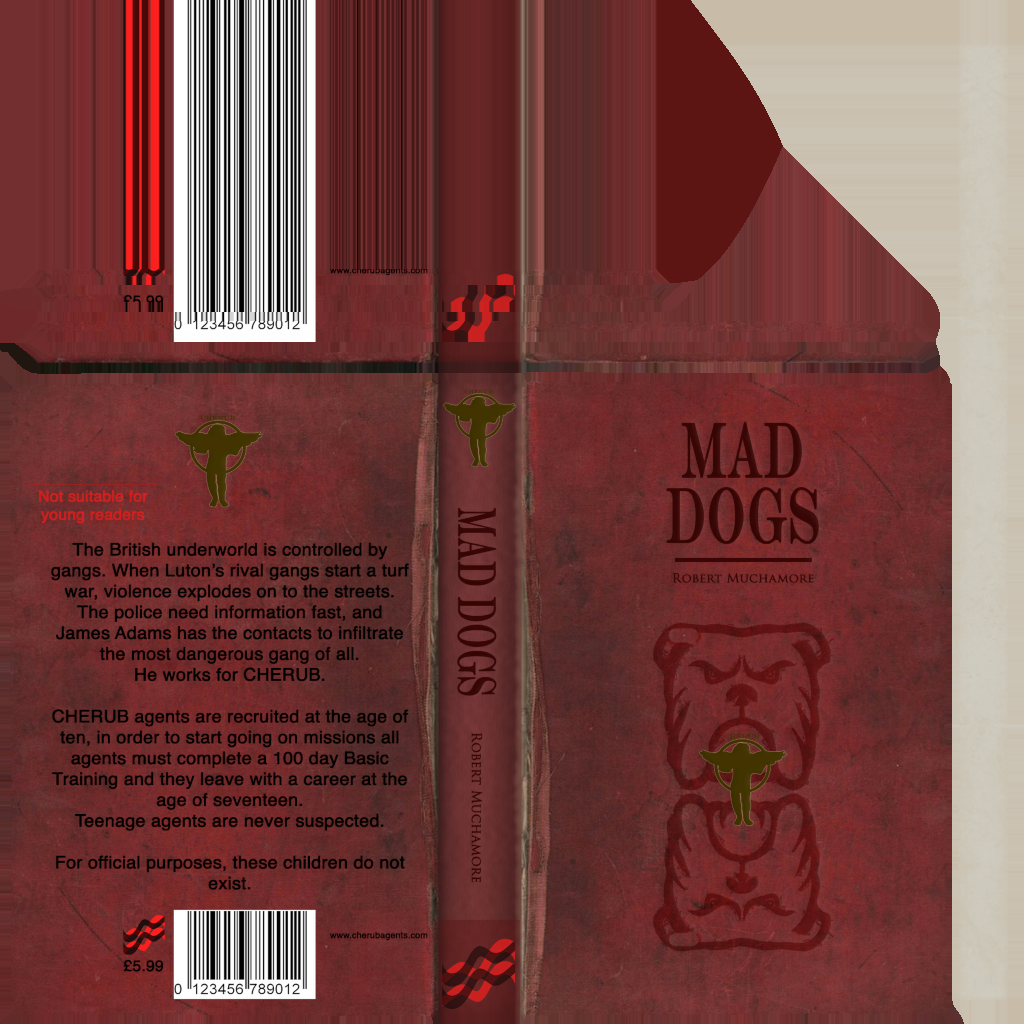 www.cherubagents.com
£5.99
0 123456 789012
Not suitable for
young readers
The British underworld is controlled by
gangs. When Luton's rival gangs start a turf
war, violence explodes on to the streets.
The police need information fast, and
James Adams has the contacts to infiltrate
the most dangerous gang of all.
He works for CHERUB.
CHERUB agents are recruited at the age of
ten, in order to start going on missions all
agents must complete a 100 day Basic
Training and they leave with a career at the
age of seventeen.
Teenage agents are never suspected.
For official purposes, these children do not
exist.
www.cherubagents.com
£5.99
0 123456 789012
MAD DOGS
ROBERT MUCHAMORE
MAD
DOGS
ROBERT MUCHAMORE